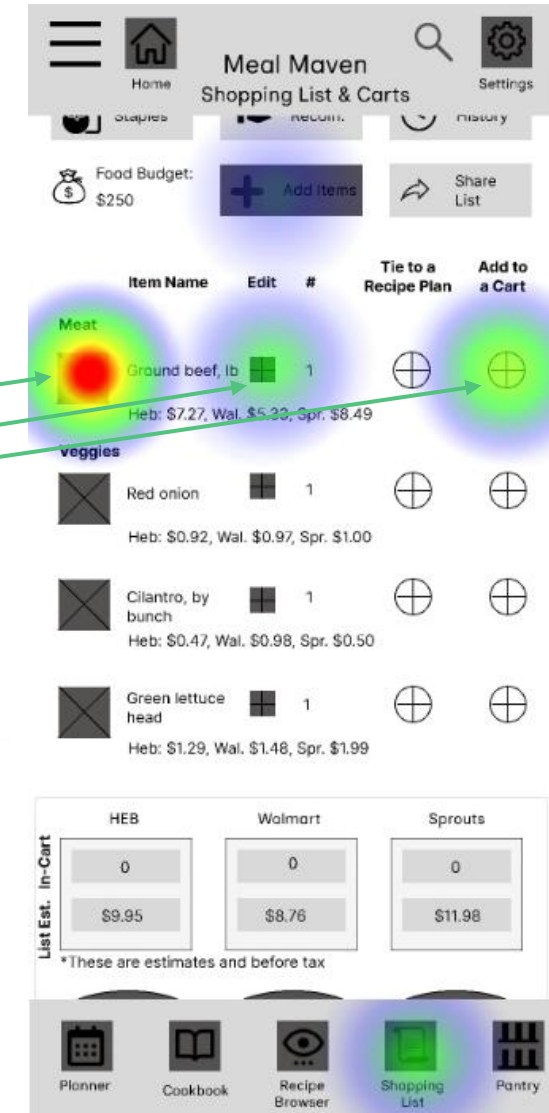 Home
Meal Maven
Settings
Shopping List & Carts
Staples
Recom.
History
Food Budget:
$250
Add Items
Share
List
Item Name
Edit
#
Tie to a
Recipe Plan
Add to
a Cart
Meat
Ground beef, lb
1
Heb: $7.27, Wal. $5.33, Spr. $8.49
Veggies
Red onion
1
Heb: $0.92, Wal. $0.97, Spr. $1.00
Cilantro, by
bunch
1
Heb: $0.47, Wal. $0.98, Spr. $0.50
Green lettuce
head
1
Heb: $1.29, Wal. $1.48, Spr. $1.99
HEB
Walmart
Sprouts
In-Cart
0
0
0
List Est.
$9.95
$8.76
$11.98
*These are estimates and before tax
Planner
Cookbook
Recipe
Browser
Shopping
List
Pantry